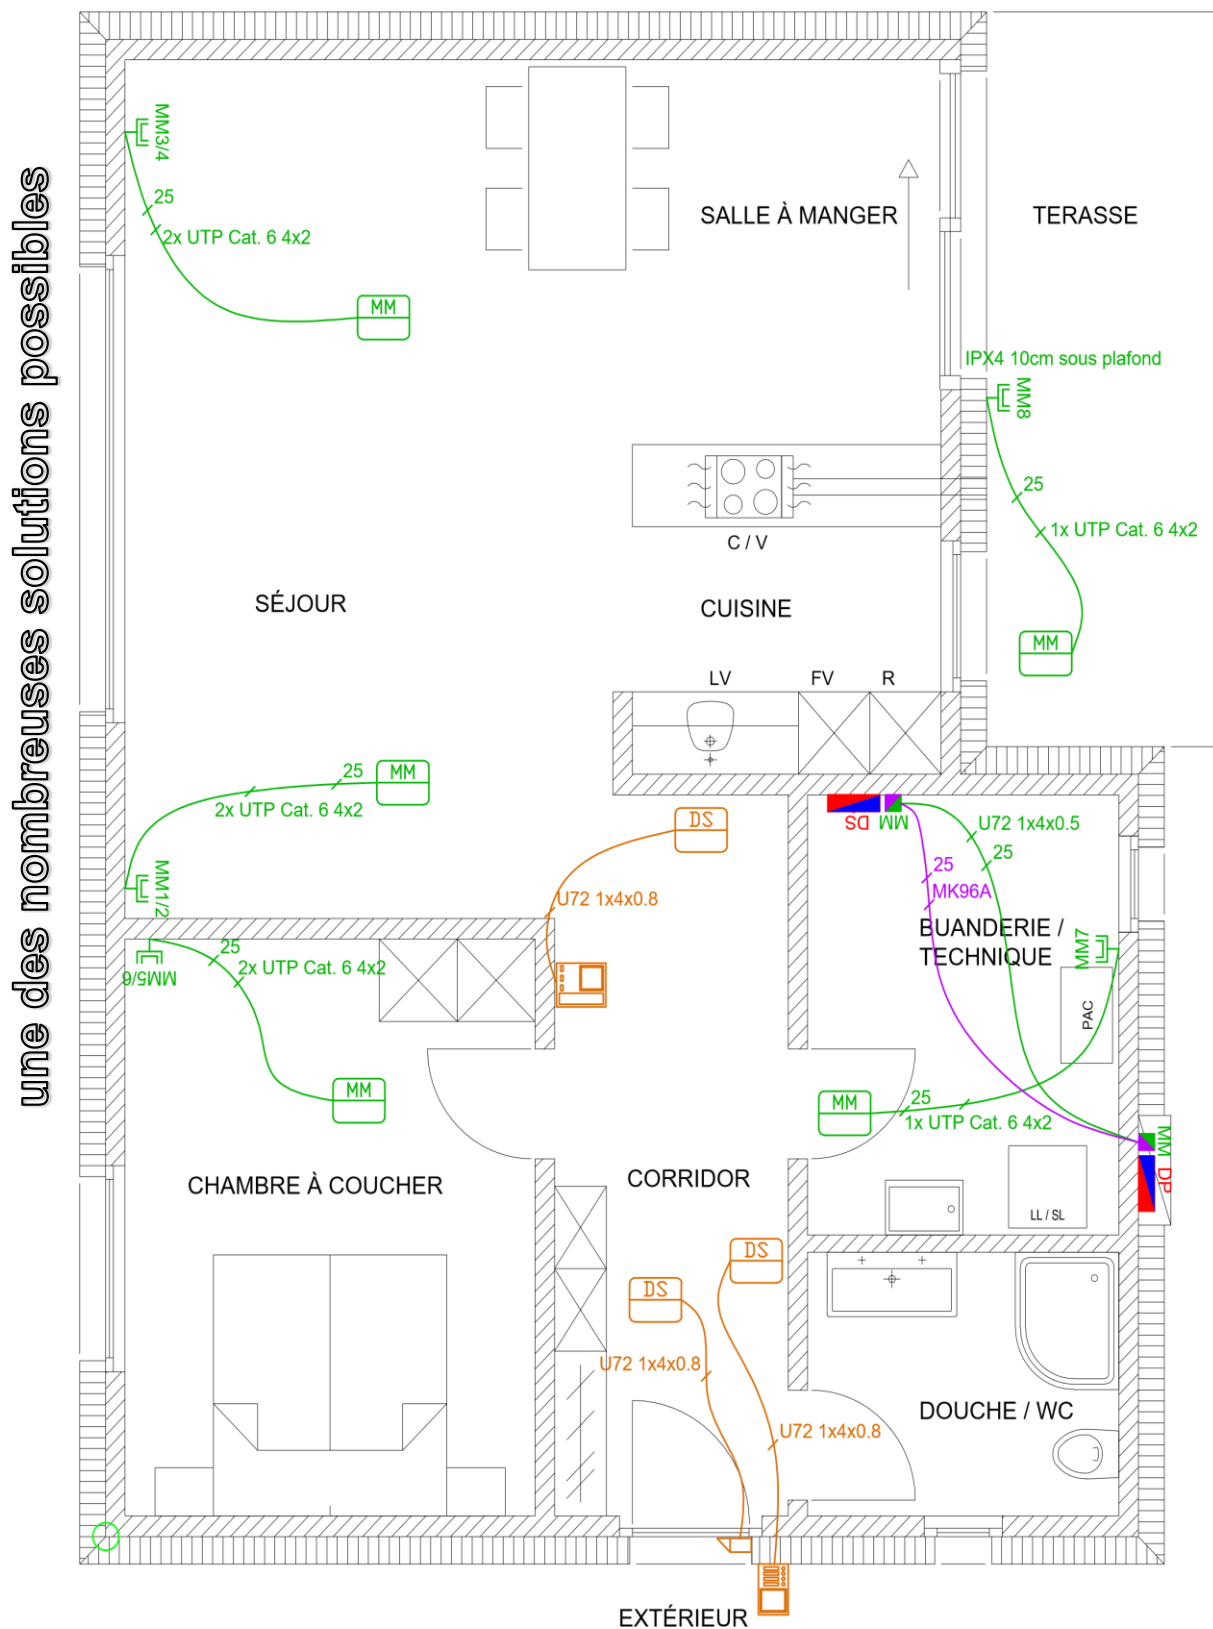 une des nombreuses solutions possibles
MM3/4
25
2x UTP Cat. 6 4x2
MM
SALLE À MANGER
TERASSE
IPX4 10cm sous plafond
MM8
25
1x UTP Cat. 6 4x2
MM
C / V
SÉJOUR
CUISINE
LV
FV
R
25
MM
2x UTP Cat. 6 4x2
MM1/2
DS
U72 1x4x0.8
DS
MM
U72 1x4x0.5
25
25
MK96A
BUANDERIE /
TECHNIQUE
MM7
PAC
MM5/6
25
2x UTP Cat. 6 4x2
MM
MM
25
1x UTP Cat. 6 4x2
MM
DP
CHAMBRE À COUCHER
CORRIDOR
LL / SL
DS
DS
U72 1x4x0.8
U72 1x4x0.8
DOUCHE / WC
EXTÉRIEUR